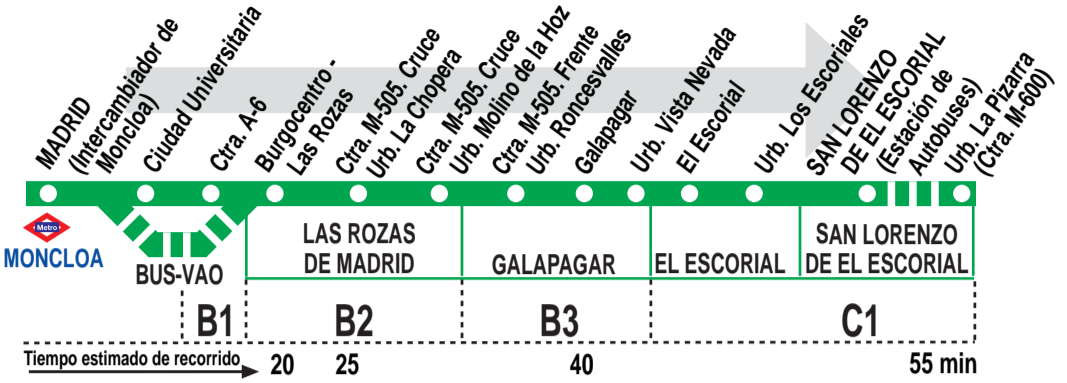 MADRID
(Intercambiador de
Moncloa)
Ciudad Universitaria
Ctra. A-6
Burgocentro -
Las Rozas
Ctra. M-505. Cruce
Urb. La Chopera
Ctra. M-505. Cruce
Urb. Molino de la Hoz
Ctra. M-505. Frente
Urb. Roncesvalles
Galapagar
Urb. Vista Nevada
El Escorial
Urb. Los Escoriales
SAN LORENZO
DE EL ESCORIAL
(Estación de
Autobuses)
Urb. La Pizarra
(Ctra. M-600)
Metro
MONCLOA
BUS-VAO
LAS ROZAS
DE MADRID
GALAPAGAR
EL ESCORIAL
SAN LORENZO
DE EL ESCORIAL
B1
B2
B3
C1
Tiempo estimado de recorrido
20
25
40
55 min